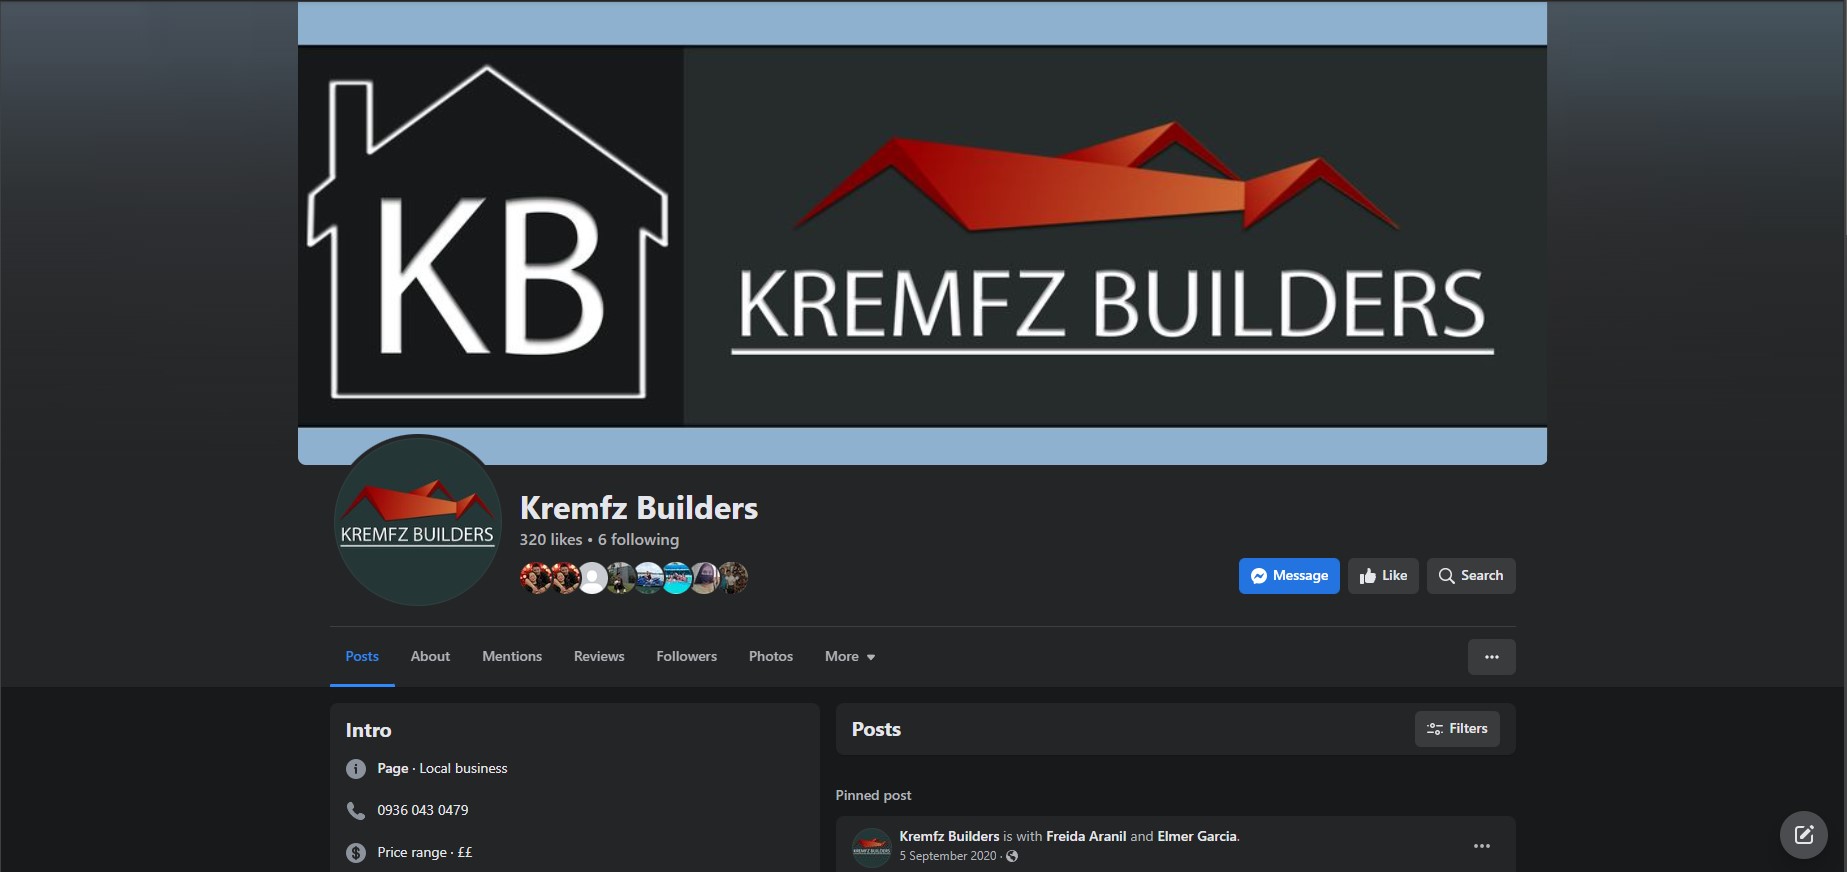 KB
KREMFZ BUILDERS
KREMFZ BUILDERS
Kremfz Builders
320 likes • 6 following
Message
Like
Search
Posts
About
Mentions
Reviews
Followers
Photos
More
Intro
Page · Local business
0936 043 0479
Price range · ££
Posts
Filters
Pinned post
KREMFZ BUILDERS
Kremfz Builders is with Freida Aranil and Elmer Garcia.
5 September 2020 ·